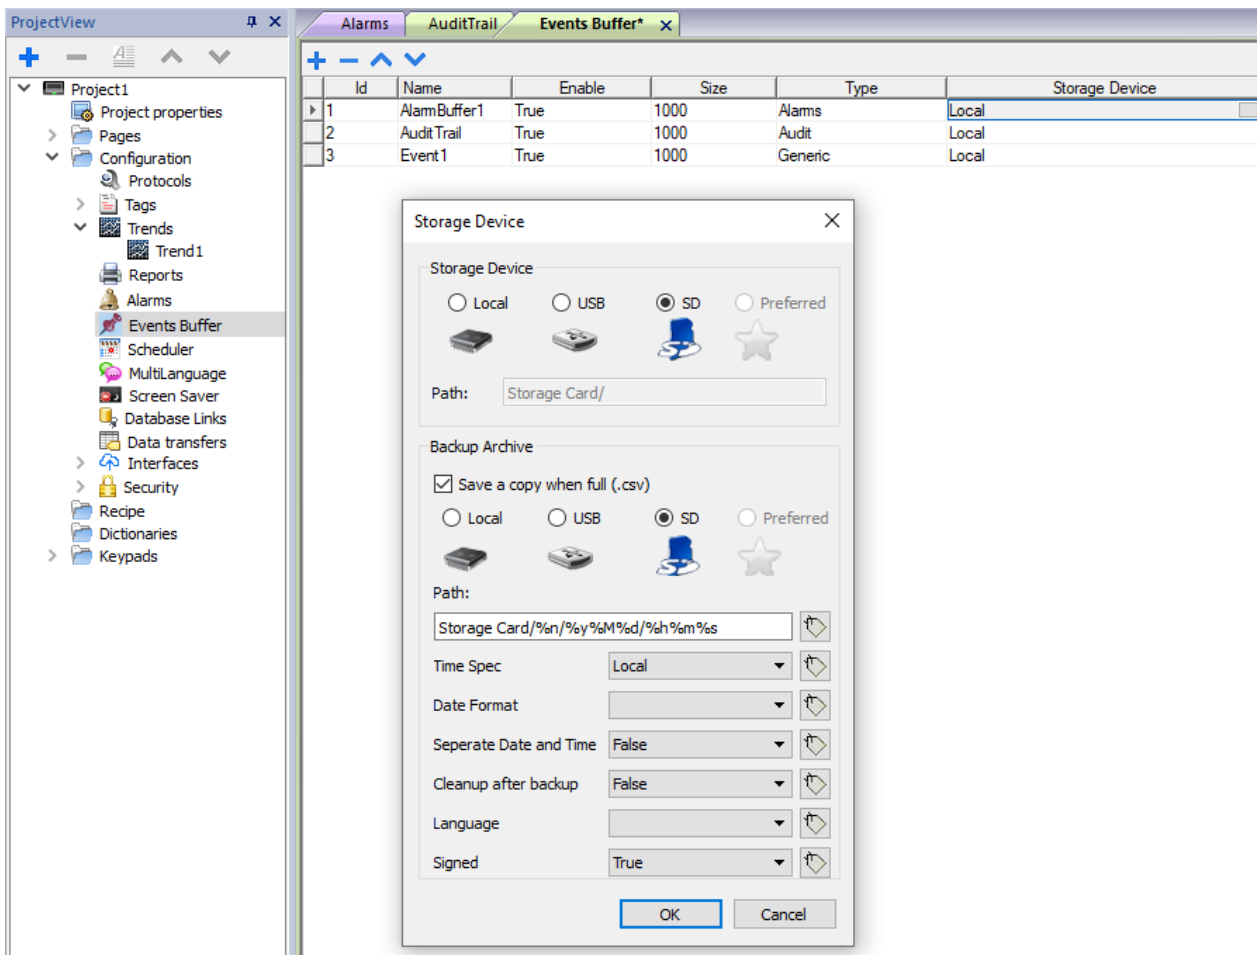 ProjectView
Project1
Project properties
Pages
Configuration
Protocols
Tags
Trends
Trend1
Reports
Alarms
Events Buffer
Scheduler
MultiLanguage
Screen Saver
Database Links
Data transfers
Interfaces
Security
Recipe
Dictionaries
Keypads
Alarms AuditTrail Events Buffer*
Id Name Enable Size Type Storage Device
1 AlarmBuffer1 True 1000 Alarms Local
2 AuditTrail True 1000 Audit Local
3 Event1 True 1000 Generic Local
Storage Device
Storage Device
Local USB SD Preferred
Path: Storage Card/
Backup Archive
Save a copy when full (.csv)
Local USB SD Preferred
Path:
Storage Card/%n/%y%M%d/%h%m%s
Time Spec Local
Date Format
Seperate Date and Time False
Cleanup after backup False
Language
Signed True
OK Cancel